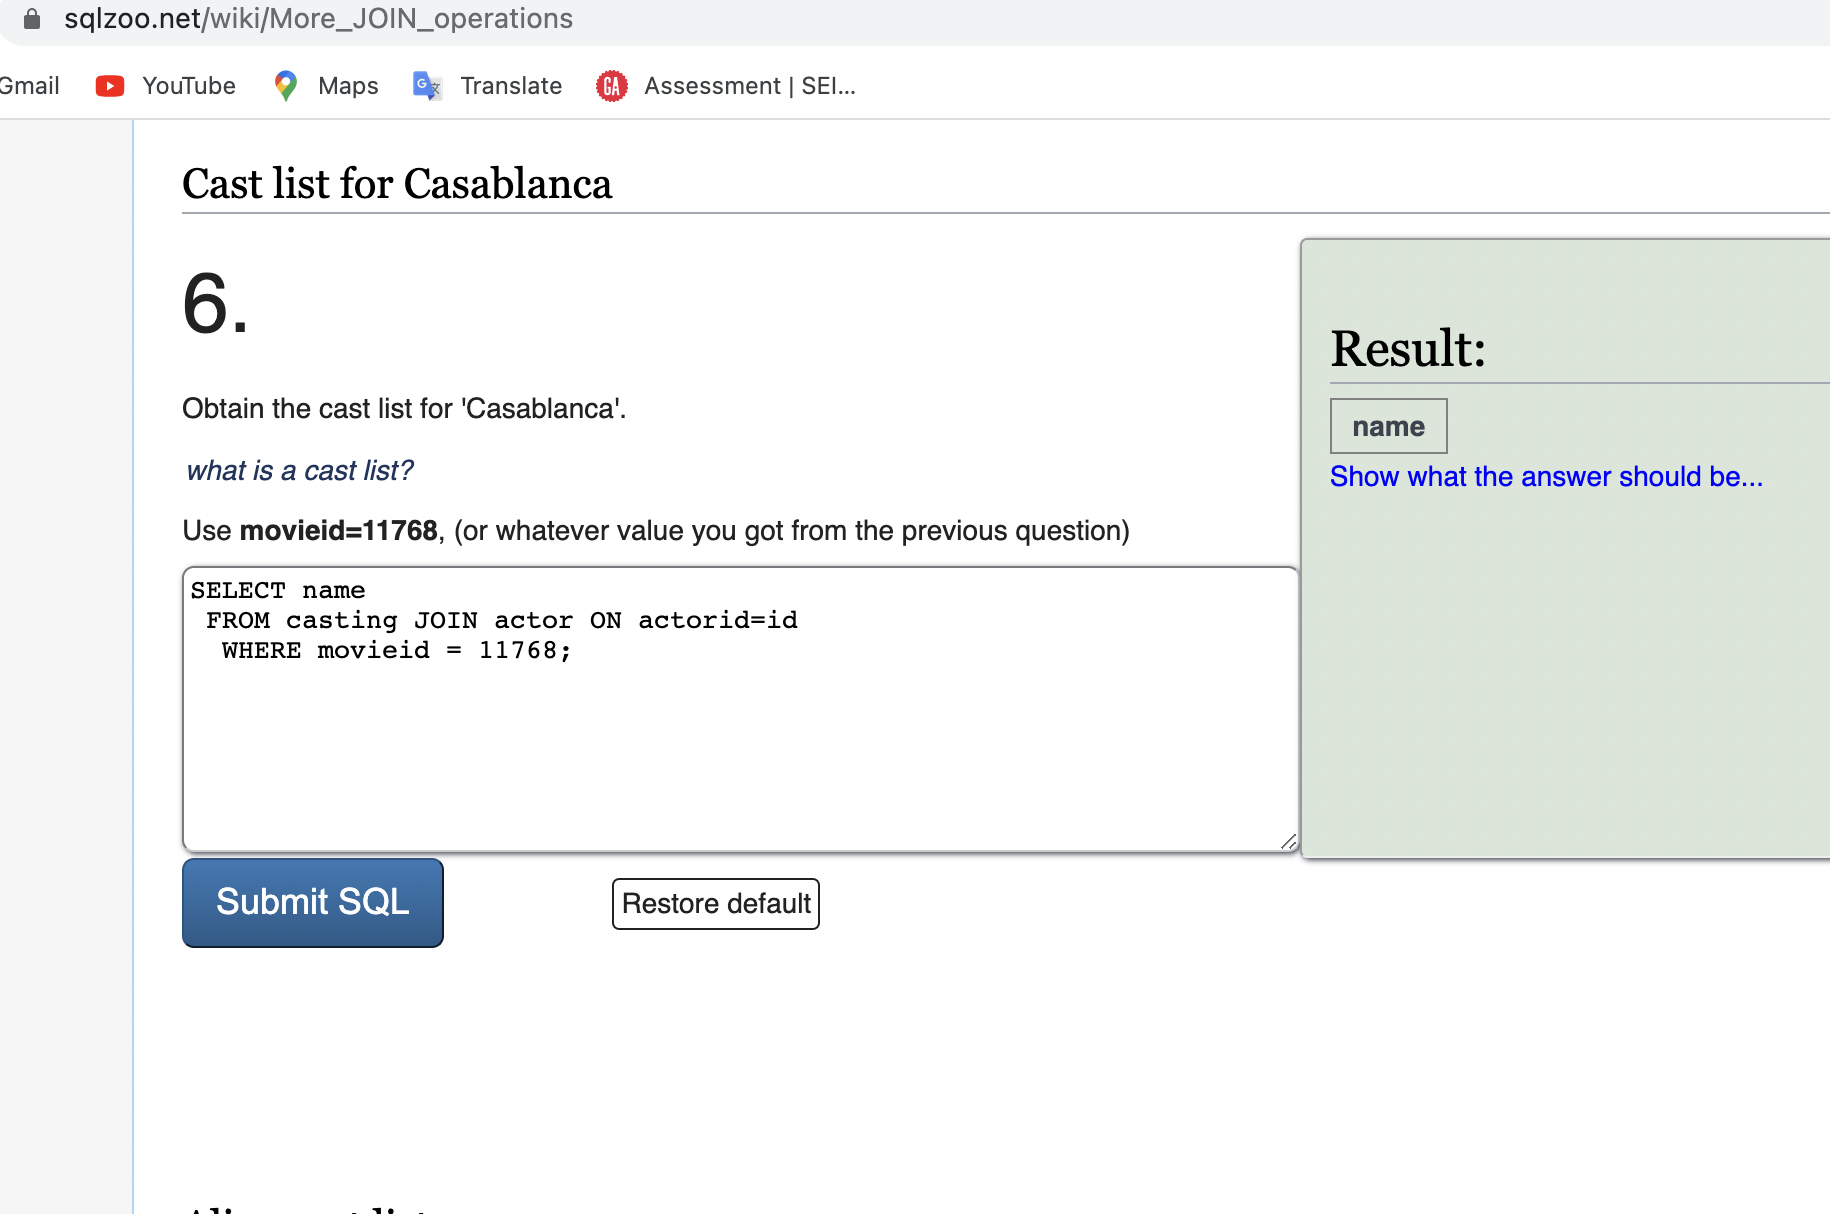 sqlzoo.net/wiki/More_JOIN_operations
Gmail YouTube Maps Translate GA Assessment | SEI...
Cast list for Casablanca
6.
Obtain the cast list for 'Casablanca'.
what is a cast list?
Use movieid=11768, (or whatever value you got from the previous question)
SELECT name
FROM casting JOIN actor ON actorid=id
WHERE movieid = 11768;
Result:
name
Show what the answer should be...
Submit SQL
Restore default